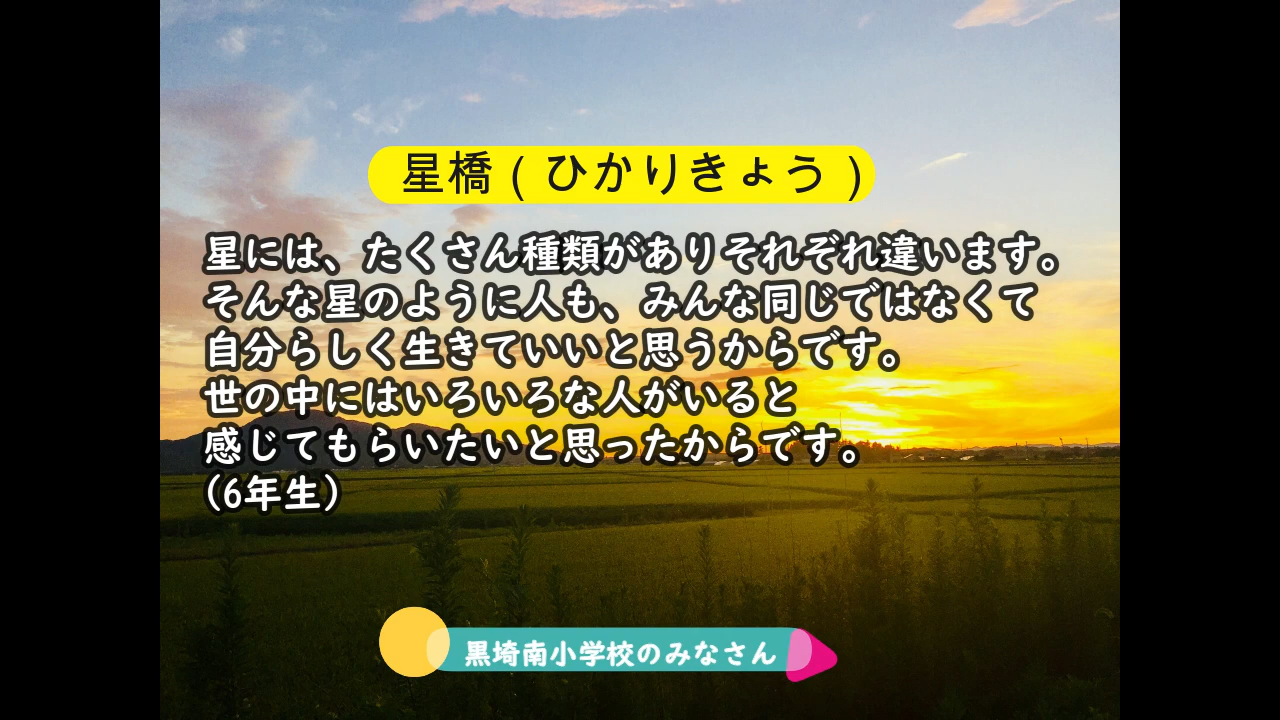 星橋（ひかりきょう）
星には、たくさん種類がありそれぞれ違います。
そんな星のように人も、みんな同じではなくて
自分らしく生きていいと思うからです。
世の中にはいろいろな人がいると
感じてもらいたいと思ったからです。
（6年生）
黒埼南小学校のみなさん